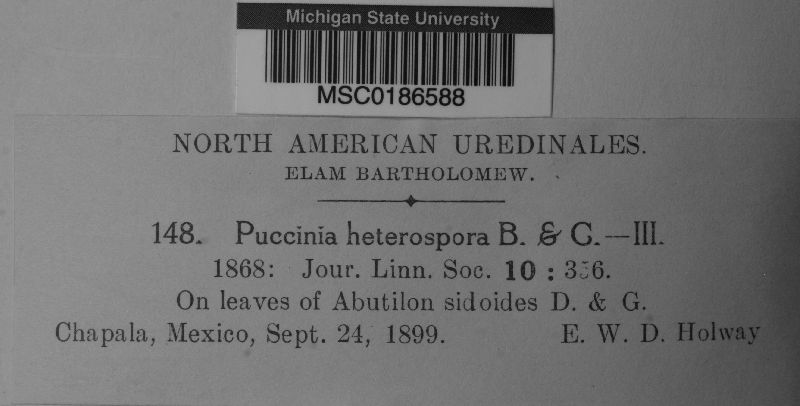 Michigan State University
MSC0186588
NORTH AMERICAN UREDINALES.
ELAM BARTHOLOMEW.
148. Puccinia heterospora B. & C.—III.
1868: Jour. Linn. Soc. 10 : 356.
On leaves of Abutilon sidoides D. & G.
Chapala, Mexico, Sept. 24, 1899. E. W. D. Holway